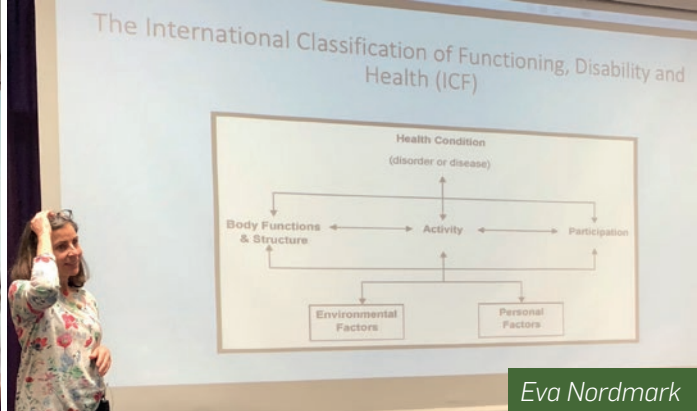 The International Classification of Functioning, Disability and
Health (ICF)
Health Condition
(disorder or disease)
Body Functions
& Structure
Activity
Participation
Environmental
Factors
Personal
Factors
Eva Nordmark